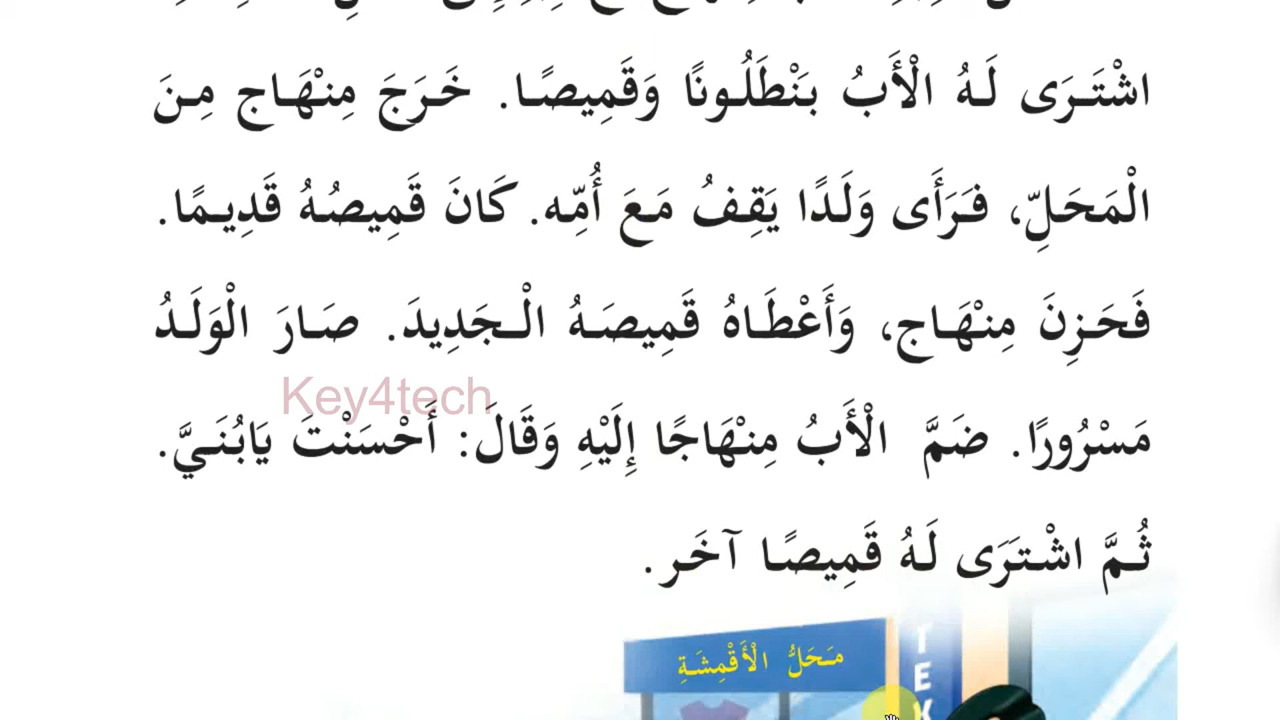 اشْتَرَى لَهُ الْأَبُ بَنْطَلُونًا وَقَمِيصًا. خَرَجَ مِنْهَاج مِنَ
الْمَحَلِّ، فَرَأَى وَلَدًا يَقِفُ مَعَ أُمِّه. كَانَ قَمِيصُهُ قَدِيمًا.
فَحَزِنَ مِنْهَاج، وَأَعْطَاهُ قَمِيصَهُ الْجَدِيدَ. صَارَ الْوَلَدُ
Key4tech
مَسْرُورًا. ضَمَّ الْأَبُ مِنْهَاجًا إِلَيْهِ وَقَالَ: أَحْسَنْتَ يَابُنَيَّ.
ثُمَّ اشْتَرَى لَهُ قَمِيصًا آخَر.
مَحَلُّ الْأَقْمِشَةِ
TEX